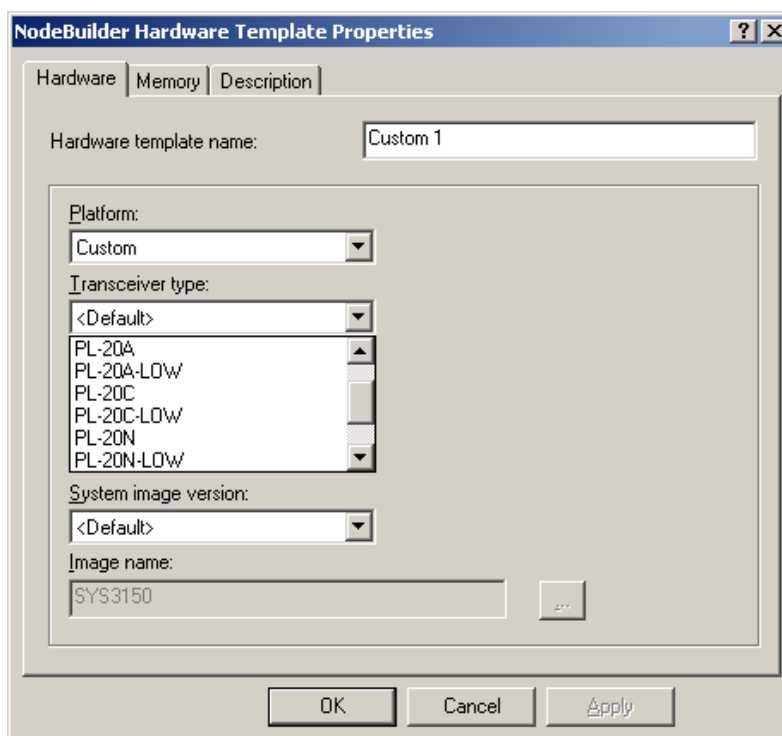 NodeBuilder Hardware Template Properties
Hardware Memory Description
Hardware template name: Custom 1
Platform:
Custom
Transceiver type:
<Default>
PL-20A
PL-20A-LOW
PL-20C
PL-20C-LOW
PL-20N
PL-20N-LOW
System image version:
<Default>
Image name:
SYS3150 ...
OK Cancel Apply